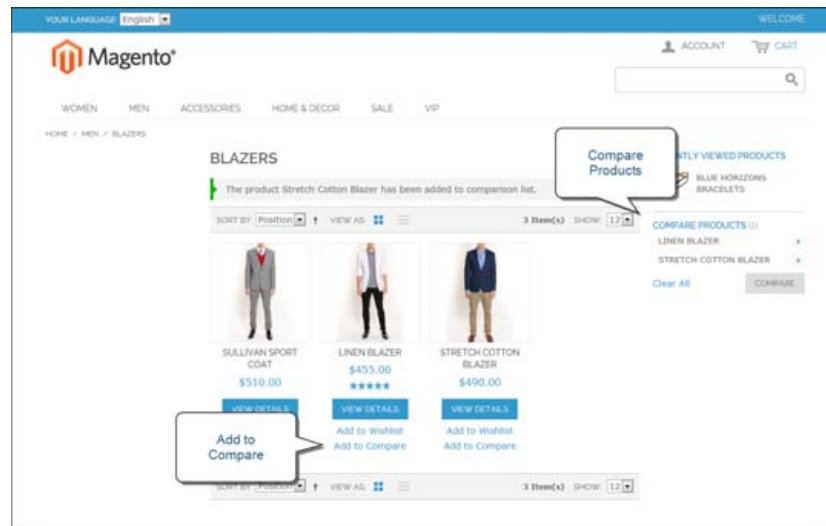 YOUR LANGUAGE English
WELCOME
Magento®
ACCOUNT
CART
WOMEN MEN ACCESSORIES HOME & DECOR SALE VIP
HOME / MEN / BLAZERS
BLAZERS
The product Stretch Cotton Blazer has been added to comparison list.
SORT BY Position VIEW AS 3 Item(s) SHOW: 12
SULLIVAN SPORT
COAT
$510.00
VIEW DETAILS
LINEN BLAZER
$455.00
VIEW DETAILS
Add to Wishlist
Add to Compare
STRETCH COTTON
BLAZER
$490.00
VIEW DETAILS
Add to Wishlist
Add to Compare
Add to
Compare
SORT BY Position VIEW AS 3 Item(s) SHOW: 12
Compare
Products
VIEWED PRODUCTS
BLUE HORIZONS
BRACELETS
COMPARE PRODUCTS (2)
LINEN BLAZER
STRETCH COTTON BLAZER
Clear All
COMPARE